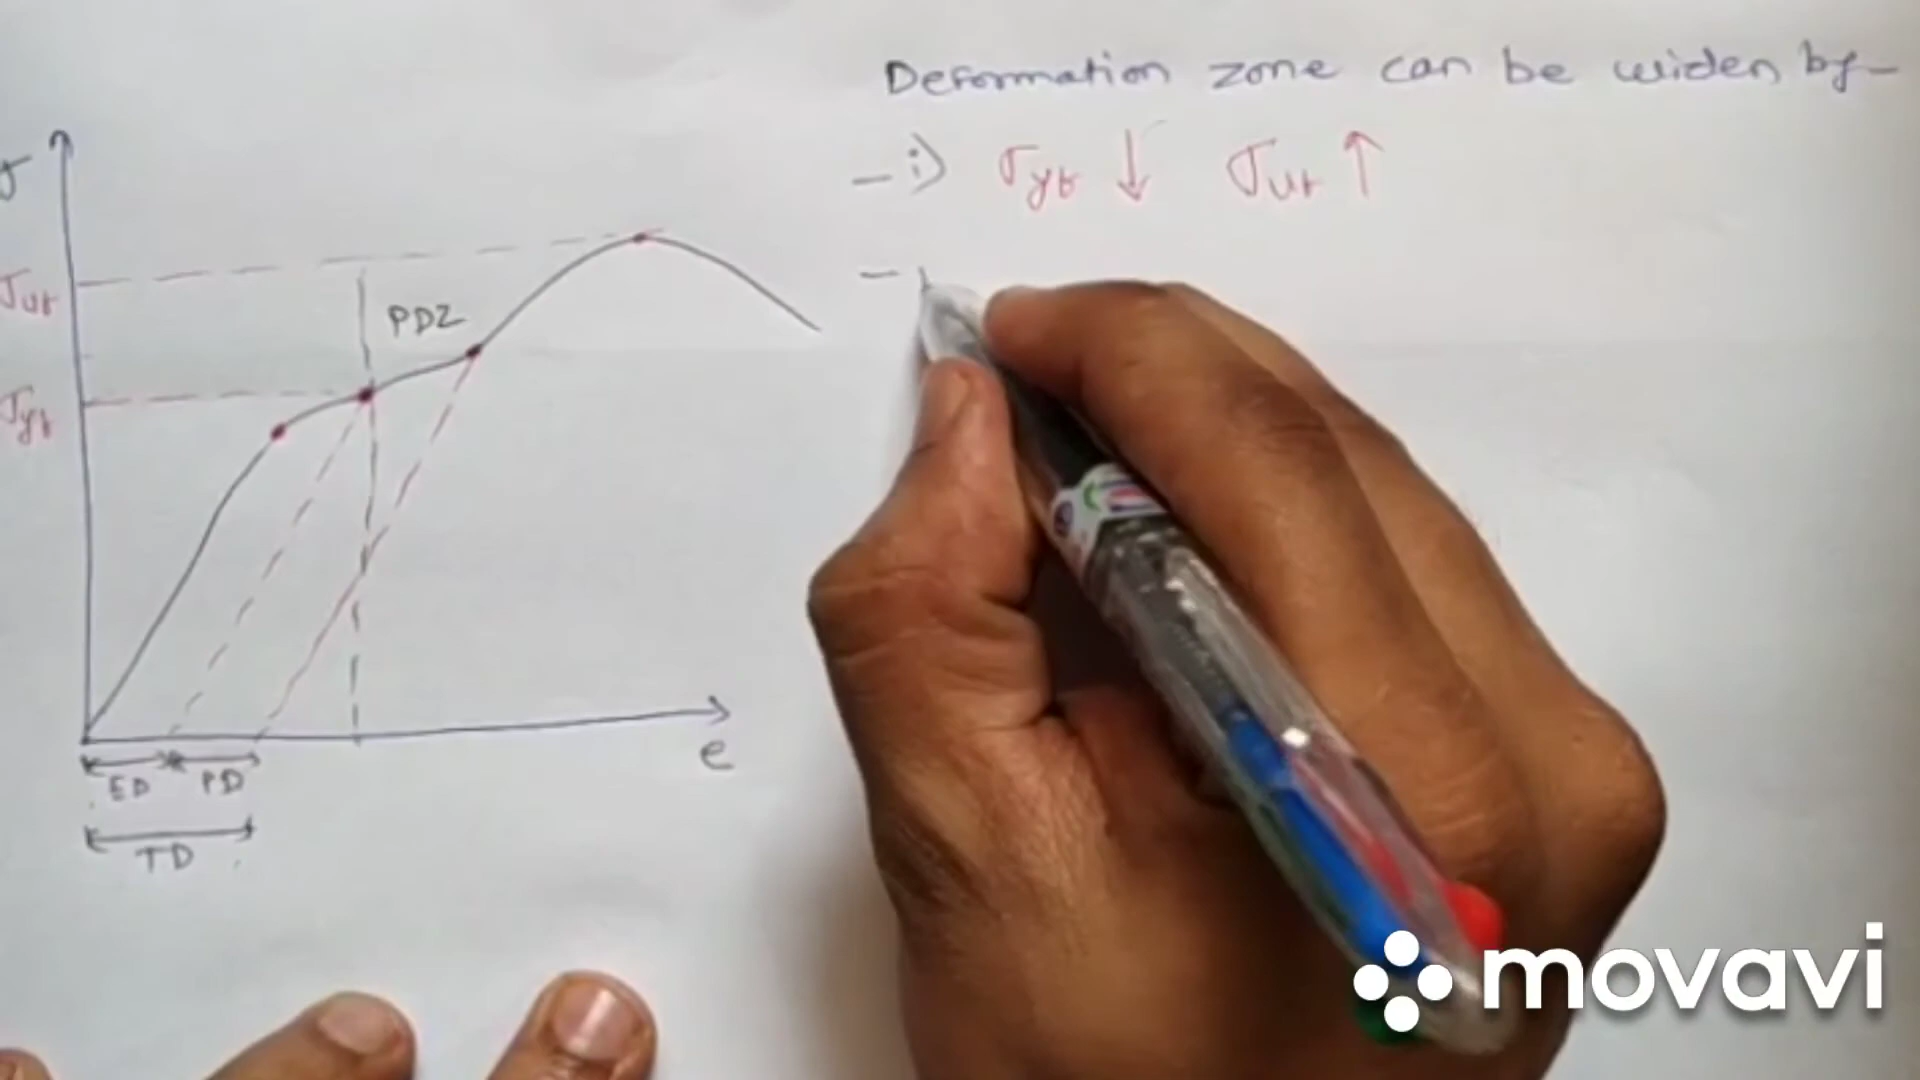 Deformation zone can be widen by-
- i) σyt ↓ σut ↑
-
σ
σut
PDZ
σyt
e
ED PD
TD
movavi